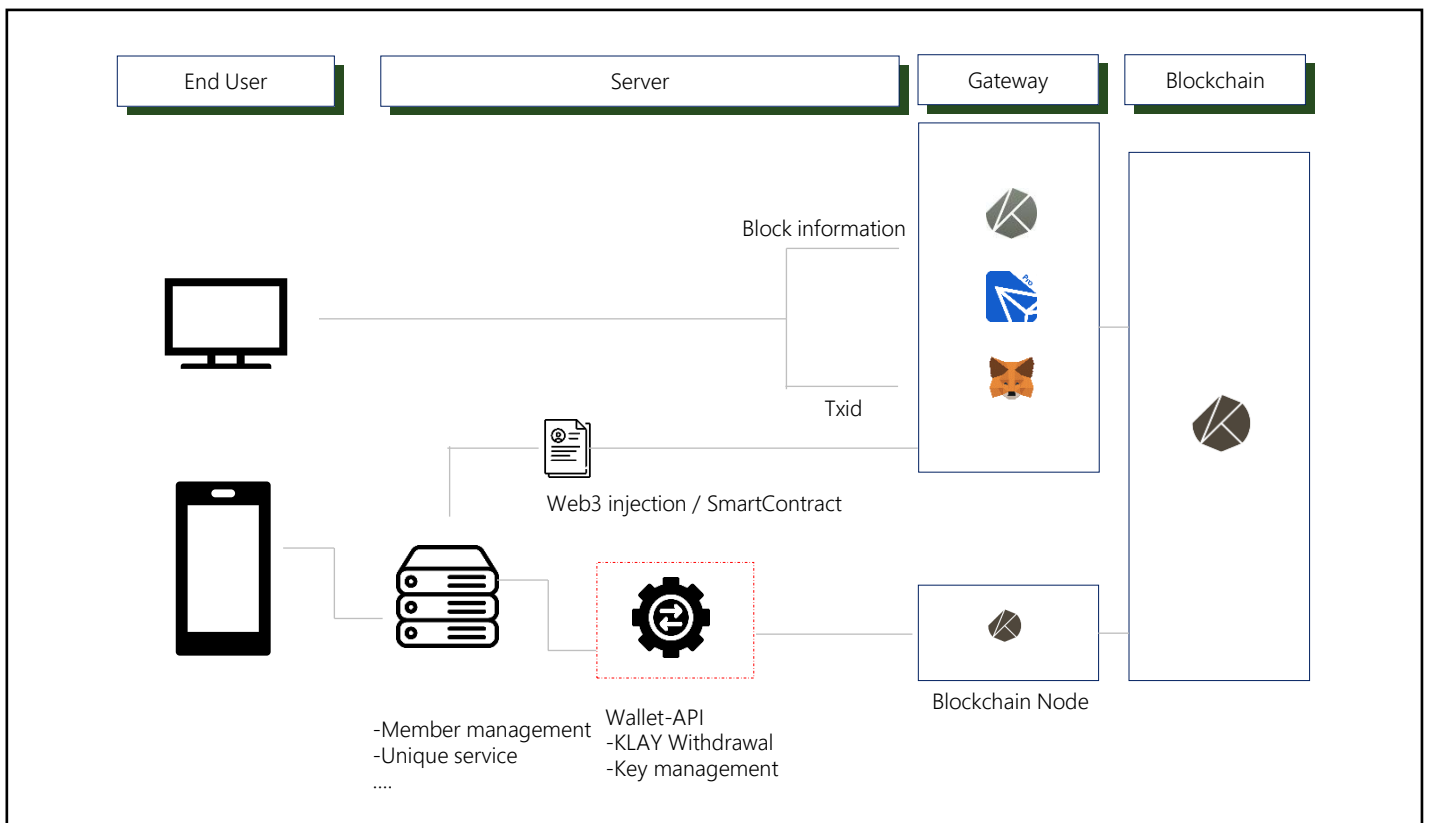 End User
Server
Gateway
Blockchain
Block information
Pro
Txid
Web3 injection / SmartContract
Blockchain Node
-Member management
-Unique service
....
Wallet-API
-KLAY Withdrawal
-Key management